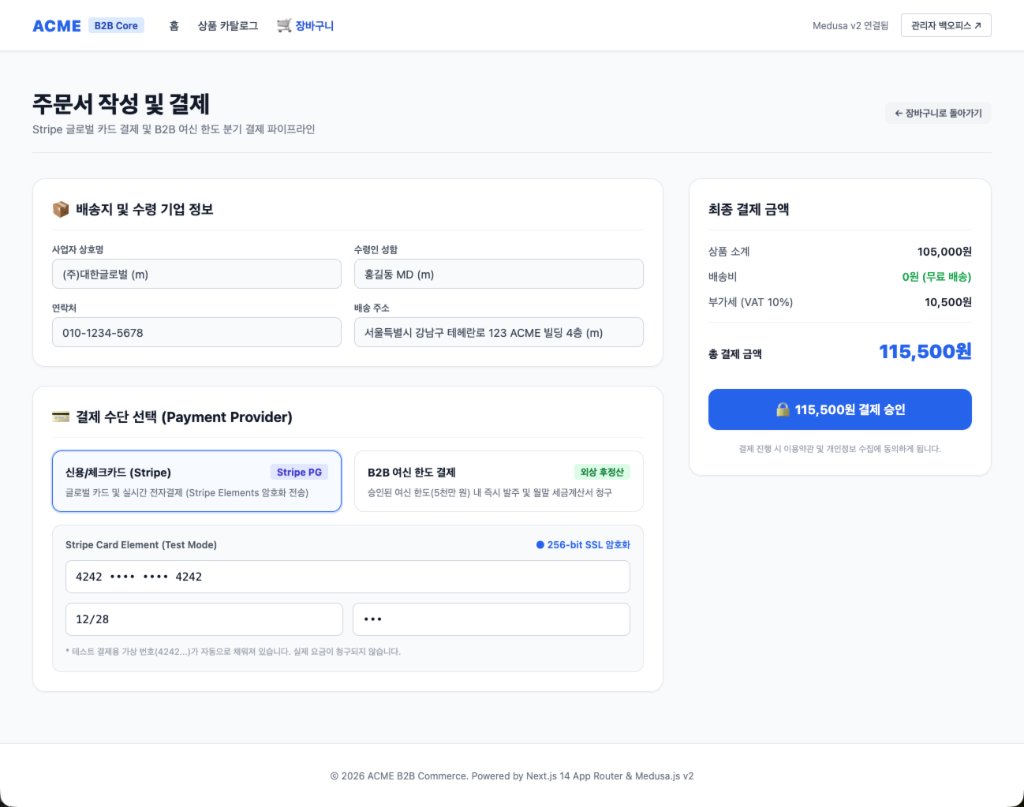 ACME B2B Core 홈 상품 카탈로그 🛒 장바구니 Medusa v2 연결됨 관리자 백오피스 ↗
주문서 작성 및 결제
Stripe 글로벌 카드 결제 및 B2B 여신 한도 분기 결제 파이프라인
← 장바구니로 돌아가기
📦 배송지 및 수령 기업 정보
사업자 상호명
(주)대한글로벌 (m)
수령인 성함
홍길동 MD (m)
연락처
010-1234-5678
배송 주소
서울특별시 강남구 테헤란로 123 ACME 빌딩 4층 (m)
💳 결제 수단 선택 (Payment Provider)
신용/체크카드 (Stripe) Stripe PG
글로벌 카드 및 실시간 전자결제 (Stripe Elements 암호화 전송)
B2B 여신 한도 결제 외상 후정산
승인된 여신 한도(5천만 원) 내 즉시 발주 및 월말 세금계산서 청구
Stripe Card Element (Test Mode) ● 256-bit SSL 암호화
4242 •••• •••• 4242
12/28
•••
* 테스트 결제용 가상 번호(4242...)가 자동으로 채워져 있습니다. 실제 요금이 청구되지 않습니다.
최종 결제 금액
상품 소계 105,000원
배송비 0원 (무료 배송)
부가세 (VAT 10%) 10,500원
총 결제 금액 115,500원
🔒 115,500원 결제 승인
결제 진행 시 이용약관 및 개인정보 수집에 동의하게 됩니다.
© 2026 ACME B2B Commerce. Powered by Next.js 14 App Router & Medusa.js v2